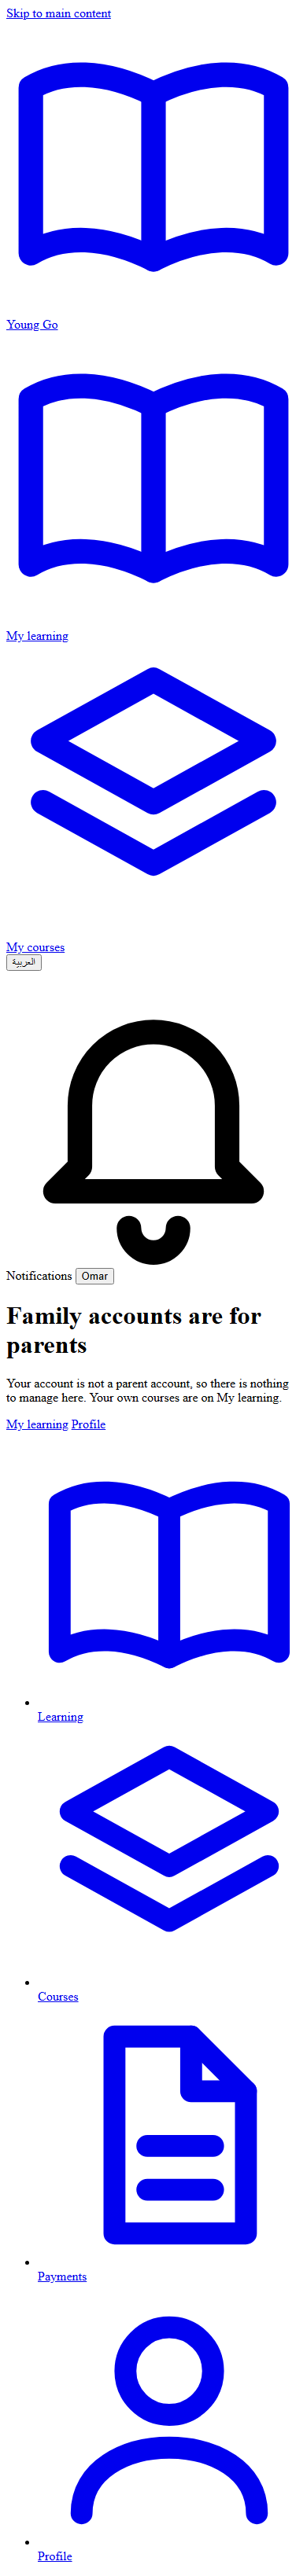 Skip to main content
Young Go
My learning
My courses
العربية
Notifications Omar
Family accounts are for
parents
Your account is not a parent account, so there is nothing
to manage here. Your own courses are on My learning.
My learning Profile
Learning
Courses
Payments
Profile